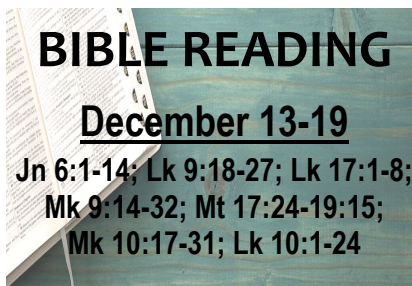 BIBLE READING
December 13-19
Jn 6:1-14; Lk 9:18-27; Lk 17:1-8;
Mk 9:14-32; Mt 17:24-19:15;
Mk 10:17-31; Lk 10:1-24